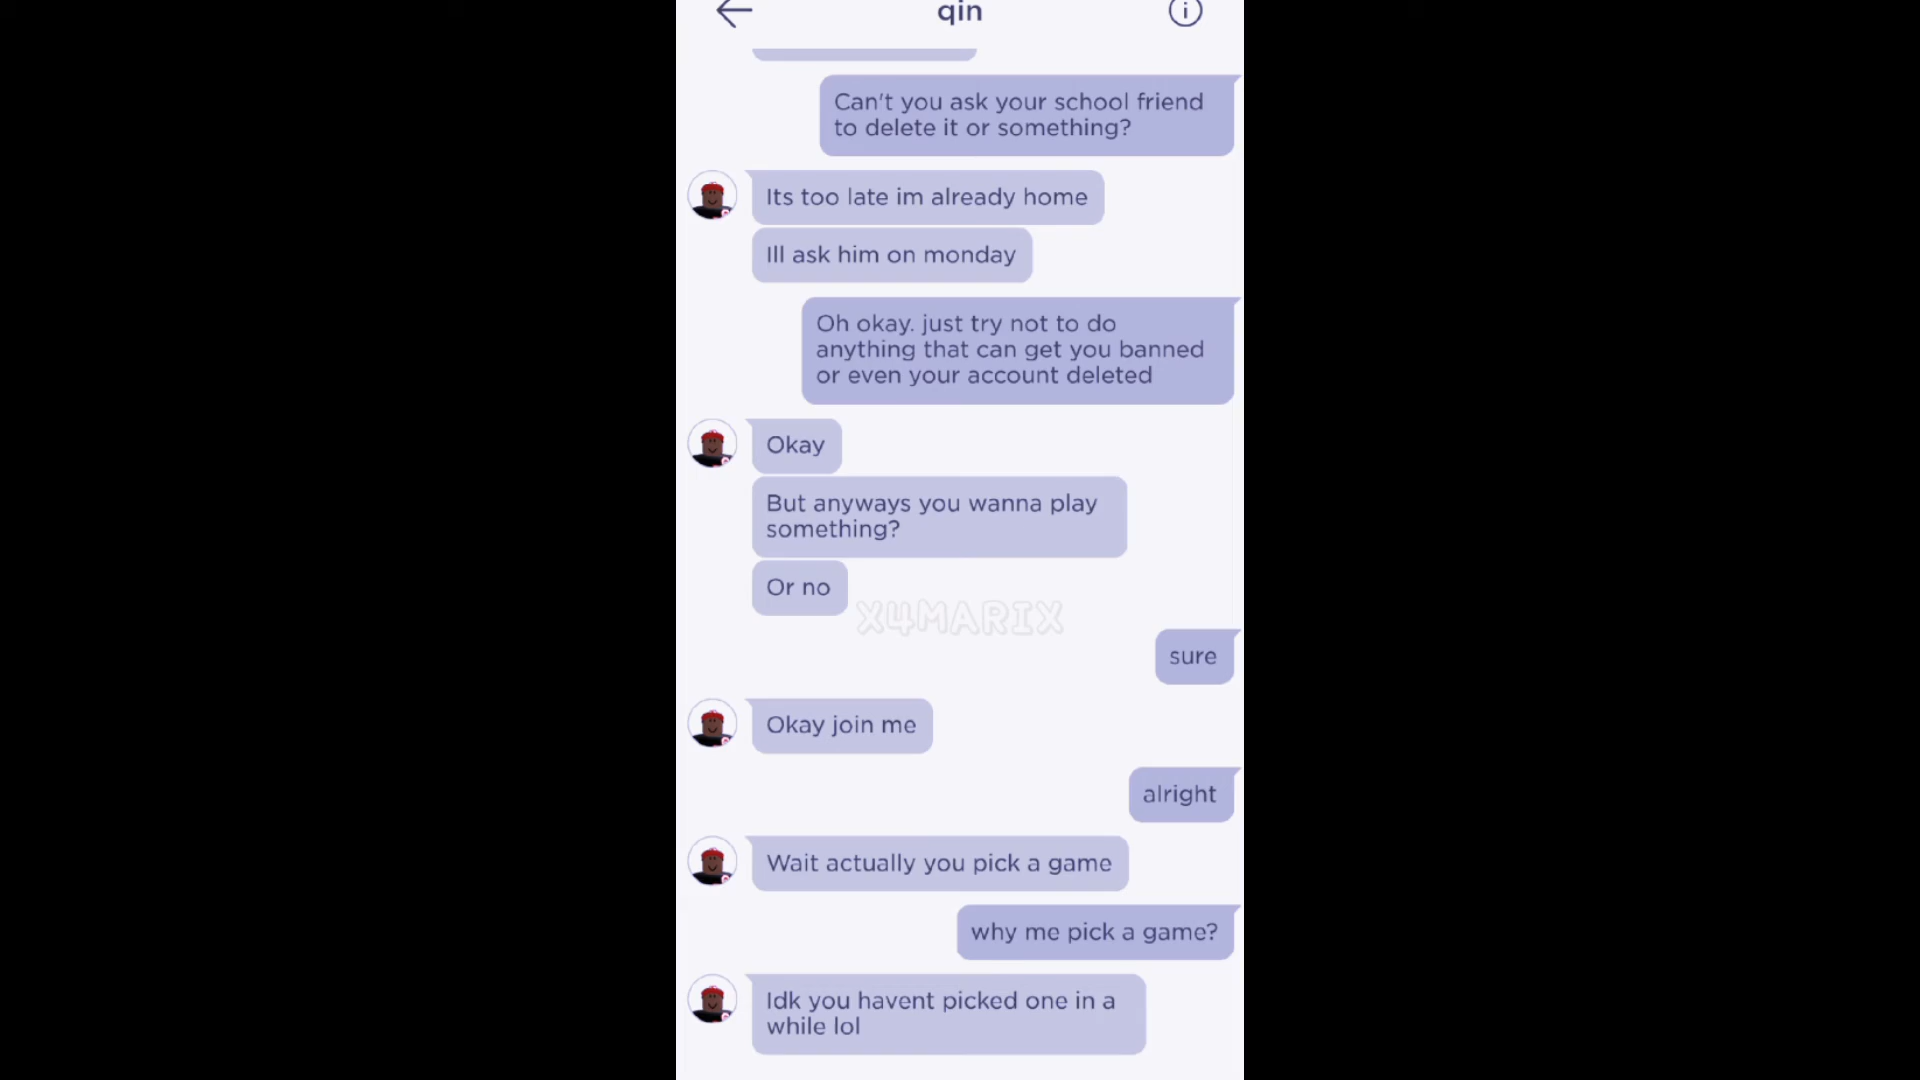 qin
Can't you ask your school friend
to delete it or something?
Its too late im already home
Ill ask him on monday
Oh okay. just try not to do
anything that can get you banned
or even your account deleted
Okay
But anyways you wanna play
something?
Or no
X4MARIX
sure
Okay join me
alright
Wait actually you pick a game
why me pick a game?
Idk you havent picked one in a
while lol